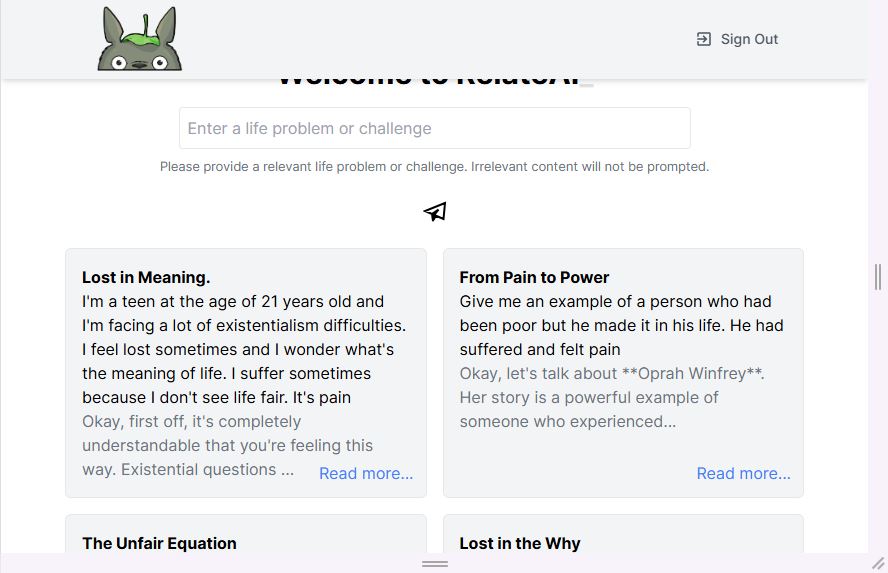 Sign Out
Welcome to RelateAI_
Enter a life problem or challenge
Please provide a relevant life problem or challenge. Irrelevant content will not be prompted.
Lost in Meaning.
I'm a teen at the age of 21 years old and
I'm facing a lot of existentialism difficulties.
I feel lost sometimes and I wonder what's
the meaning of life. I suffer sometimes
because I don't see life fair. It's pain
Okay, first off, it's completely
understandable that you're feeling this
way. Existential questions ...
Read more...
From Pain to Power
Give me an example of a person who had
been poor but he made it in his life. He had
suffered and felt pain
Okay, let's talk about **Oprah Winfrey**.
Her story is a powerful example of
someone who experienced...
Read more...
The Unfair Equation
Lost in the Why